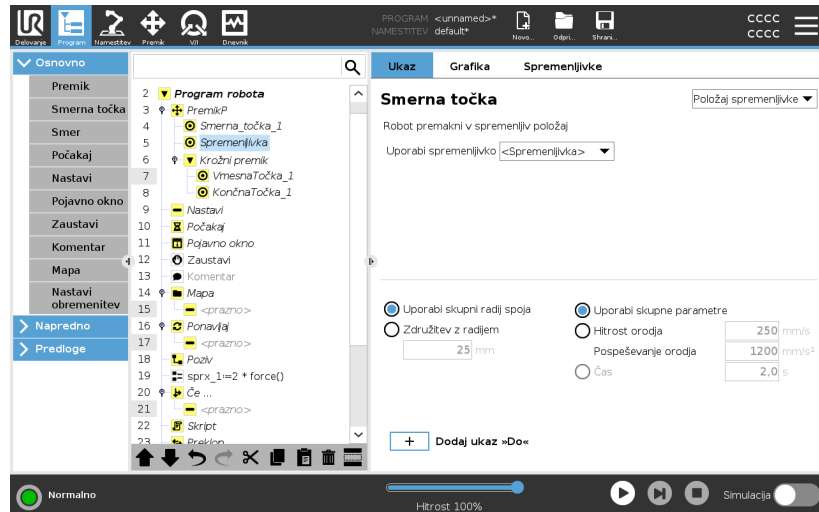 PROGRAM <unnamed>*
NAMESTITEV default*
CCCC
CCCC
Delovanje Program Namestitev Premik V/I Dnevnik Novo... Odpri... Shrani...
Osnovno
Premik
Smerna točka
Smer
Počakaj
Nastavi
Pojavno okno
Zaustavi
Komentar
Mapa
Nastavi
obremenitev
Napredno
Predloge
2 Program robota
3 PremikP
4 Smerna_točka_1
5 Spremenljivka
6 Krožni premik
7 VmesnaTočka_1
8 KončnaTočka_1
9 Nastavi
10 Počakaj
11 Pojavno okno
12 Zaustavi
13 Komentar
14 Mapa
15 <prazno>
16 Ponavljaj
17 <prazno>
18 Poziv
19 sprx_1:=2 * force()
20 Če ...
21 <prazno>
22 Skript
23 Preklop
Ukaz Grafika Spremenljivke
Smerna točka
Položaj spremenljivke
Robot premakni v spremenljiv položaj
Uporabi spremenljivko <Spremenljivka>
Uporabi skupni radij spoja
Združitev z radijem
25 mm
Uporabi skupne parametre
Hitrost orodja 250 mm/s
Pospeševanje orodja 1200 mm/s²
Čas 2,0 s
+ Dodaj ukaz »Do«
Normalno
Hitrost 100%
Simulacija